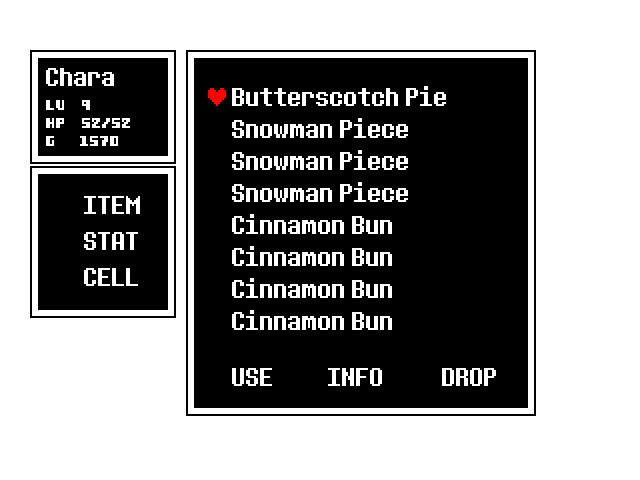 Chara
LV 9
HP 52/52
G 1570
ITEM
STAT
CELL
Butterscotch Pie
Snowman Piece
Snowman Piece
Snowman Piece
Cinnamon Bun
Cinnamon Bun
Cinnamon Bun
Cinnamon Bun
USE INFO DROP